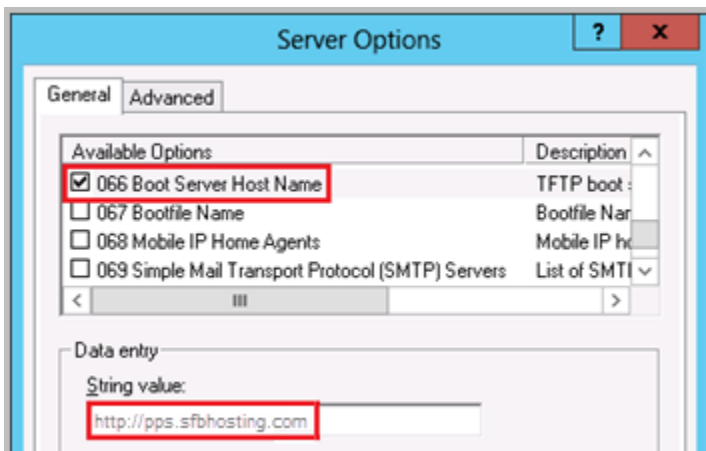 Server Options
?
x
General
Advanced
Available Options
Description
066 Boot Server Host Name
TFTP boot
067 Bootfile Name
Bootfile Nar
068 Mobile IP Home Agents
Mobile IP ho
069 Simple Mail Transport Protocol (SMTP) Servers
List of SMTI
Data entry
String value:
http://pps.sfbhosting.com